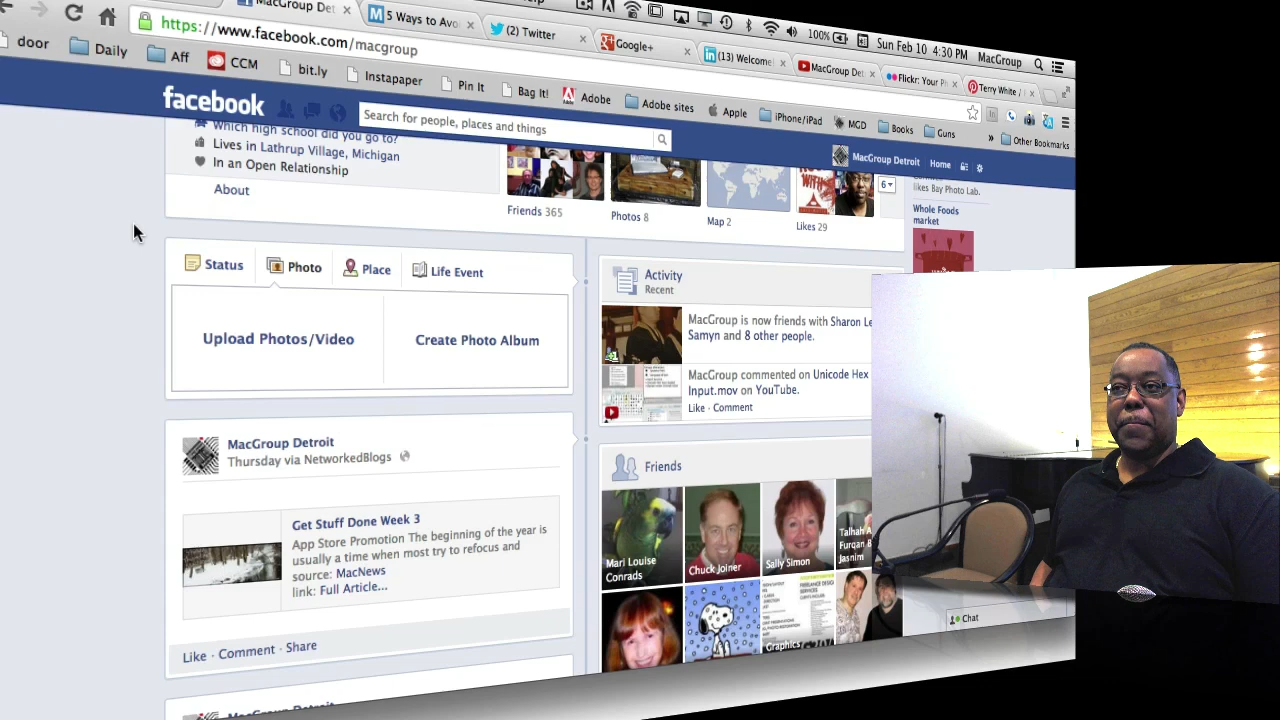 MacGroup Det
5 Ways to Avo
(2) Twitter
Google+
(13) Welcome
MacGroup Det
Flickr: Your Ph
Terry White /
100%
Sun Feb 10 4:30 PM
MacGroup
https://www.facebook.com/macgroup
door
Daily
Aff
CCM
bit.ly
Instapaper
Pin It
Bag It!
Adobe
Adobe sites
Apple
iPhone/iPad
MGD
Books
Guns
»
Other Bookmarks
facebook
Search for people, places and things
MacGroup Detroit
Home
Which high school did you go to?
Lives in Lathrup Village, Michigan
In an Open Relationship
About
Friends 365
Photos 8
Map 2
Likes 29
6
likes Bay Photo Lab.
Whole Foods
market
Status
Photo
Place
Life Event
Upload Photos/Video
Create Photo Album
Activity
Recent
MacGroup is now friends with Sharon Le
Samyn and 8 other people.
MacGroup commented on Unicode Hex
Input.mov on YouTube.
Like · Comment
MacGroup Detroit
Thursday via NetworkedBlogs
Get Stuff Done Week 3
App Store Promotion The beginning of the year is
usually a time when most try to refocus and
source: MacNews
link: Full Article...
Like · Comment · Share
Friends
Mari Louise
Conrads
Chuck Joiner
Sally Simon
Talhah A
Furqan B
Jasnim
Graphics
Chat
MacGroup Detroit